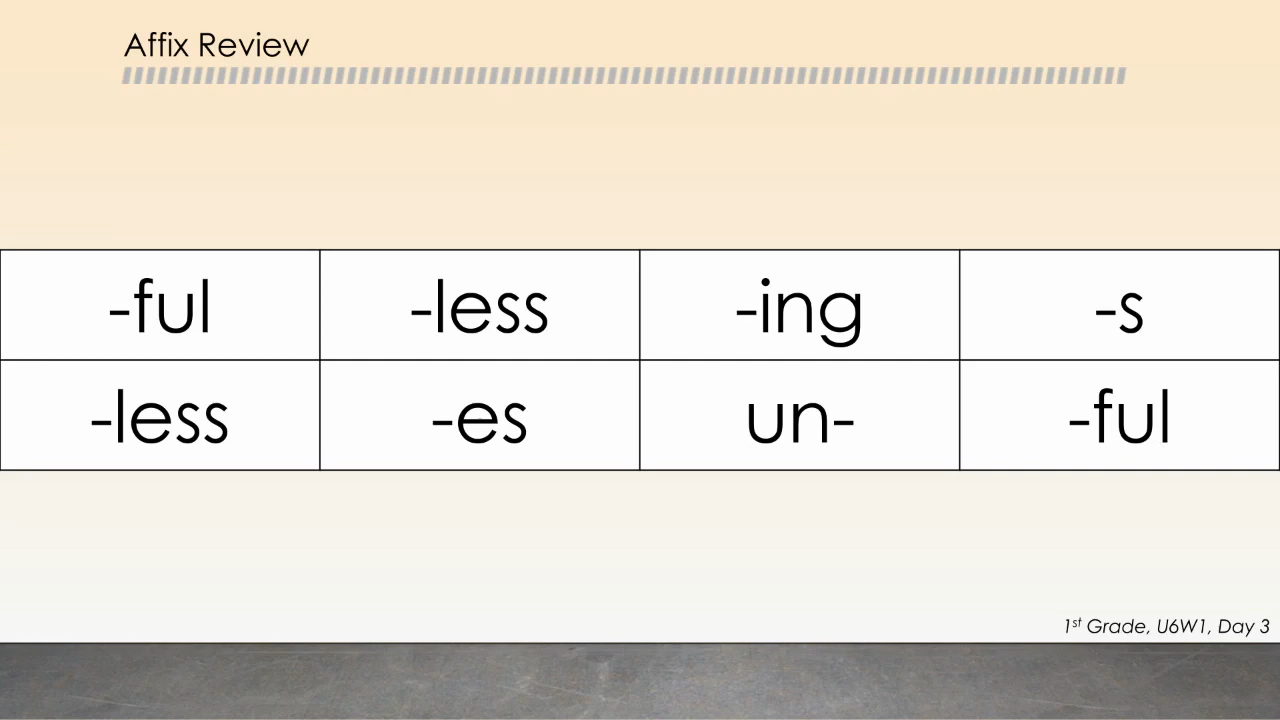 Affix Review
-ful -less -ing -s
-less -es un- -ful
1st Grade, U6W1, Day 3